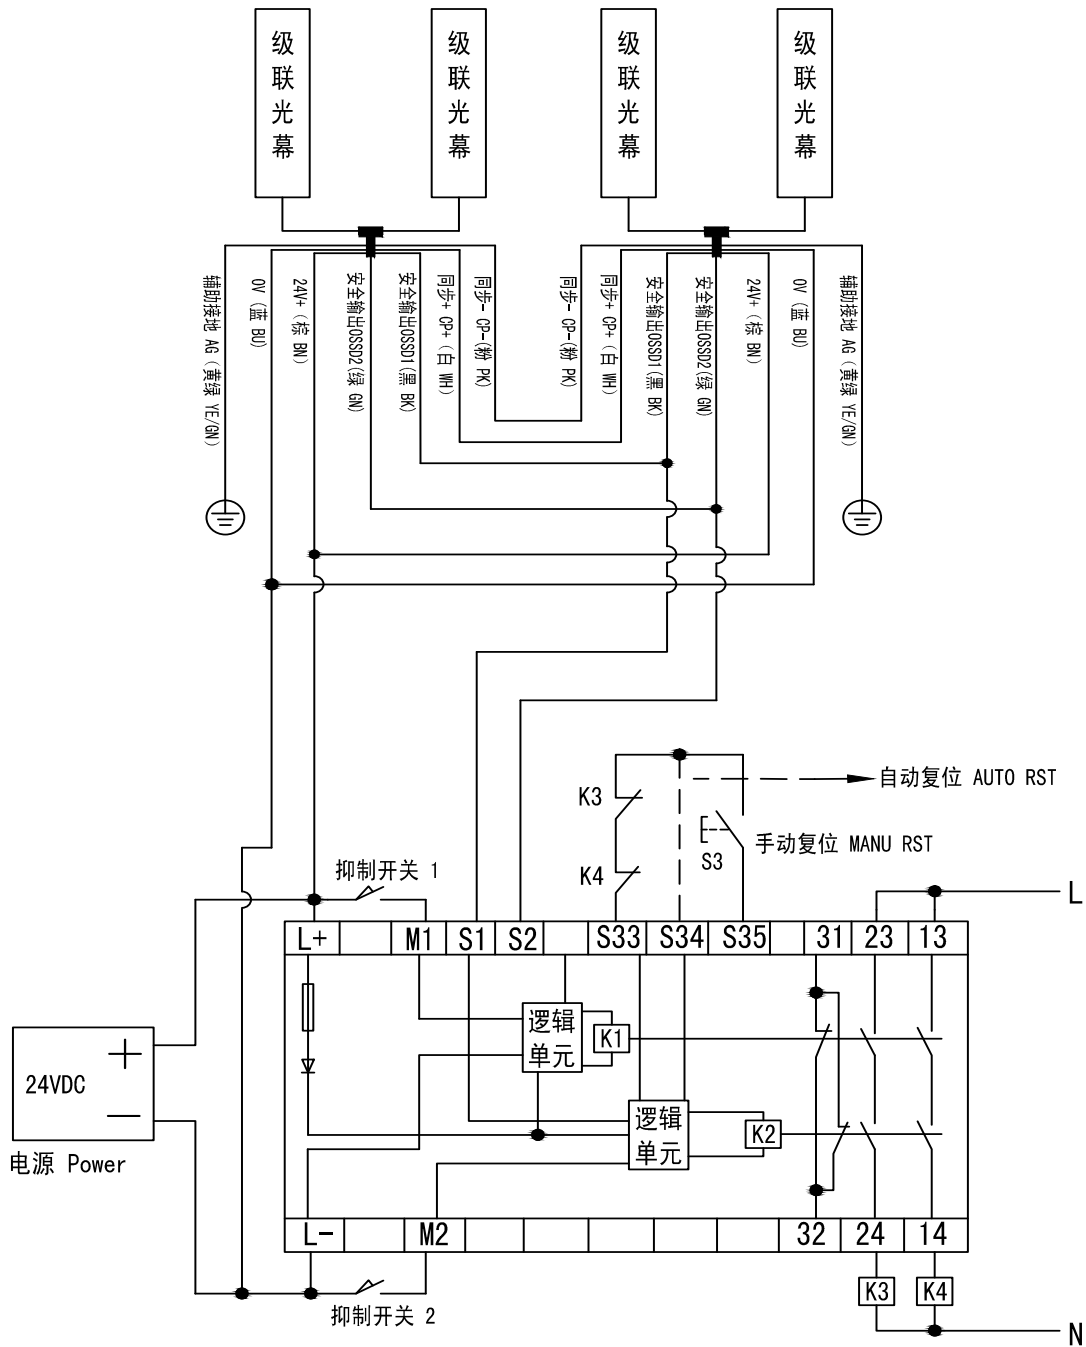 级联光幕
级联光幕
级联光幕
级联光幕
辅助接地 AG（黄绿 YE/GN）
0V（蓝 BU）
24V+（棕 BN）
安全输出OSSD2(绿 GN)
安全输出OSSD1(黑 BK)
同步+ CP+（白 WH）
同步- CP-(粉 PK)
同步- CP-(粉 PK)
同步+ CP+（白 WH）
安全输出OSSD1(黑 BK)
安全输出OSSD2(绿 GN)
24V+（棕 BN）
0V（蓝 BU）
辅助接地 AG（黄绿 YE/GN）
自动复位 AUTO RST
K3
手动复位 MANU RST
S3
K4
抑制开关 1
L
L+ M1 S1 S2 S33 S34 S35 31 23 13
逻辑
单元
K1
24VDC
逻辑
单元
K2
电源 Power
L- M2 32 24 14
K3 K4
抑制开关 2
N